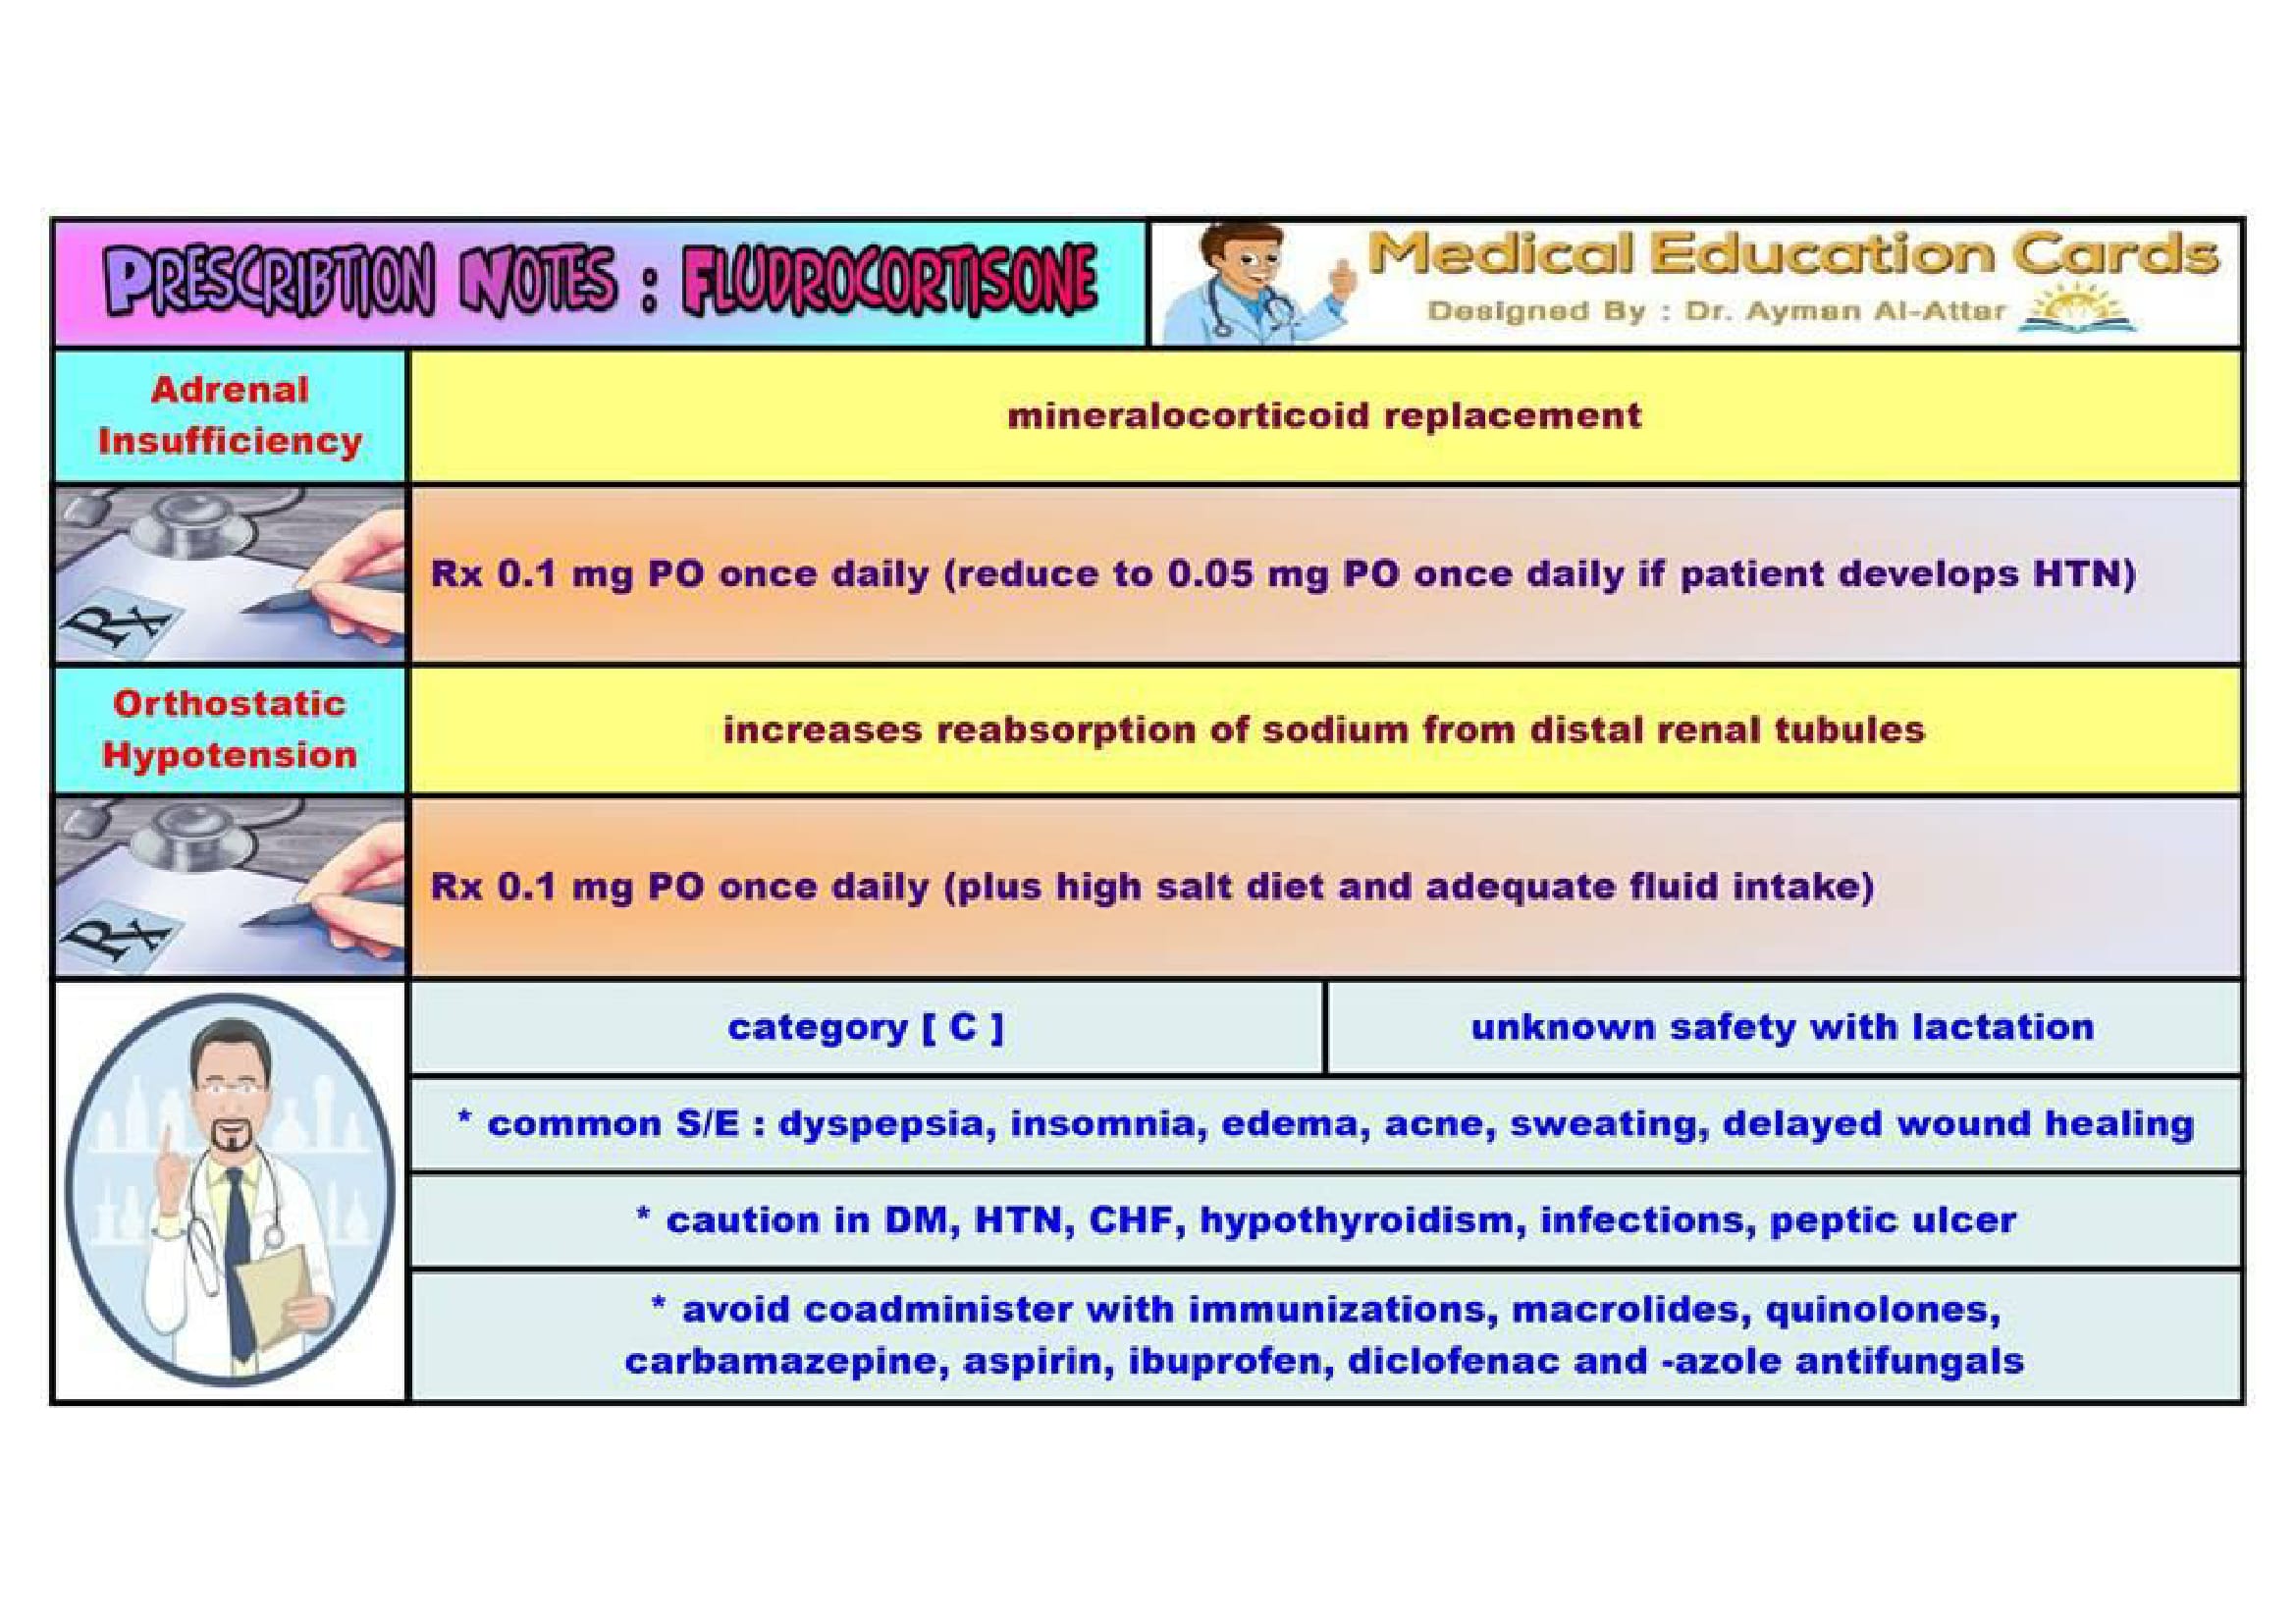 PRESCRIBTION NOTES : FLUDROCORTISONE
Medical Education Cards
Designed By : Dr. Ayman Al-Attar
Adrenal
Insufficiency
mineralocorticoid replacement
Rx
Rx 0.1 mg PO once daily (reduce to 0.05 mg PO once daily if patient develops HTN)
Orthostatic
Hypotension
increases reabsorption of sodium from distal renal tubules
Rx
Rx 0.1 mg PO once daily (plus high salt diet and adequate fluid intake)
category [ C ]
unknown safety with lactation
* common S/E : dyspepsia, insomnia, edema, acne, sweating, delayed wound healing
* caution in DM, HTN, CHF, hypothyroidism, infections, peptic ulcer
* avoid coadminister with immunizations, macrolides, quinolones,
carbamazepine, aspirin, ibuprofen, diclofenac and -azole antifungals